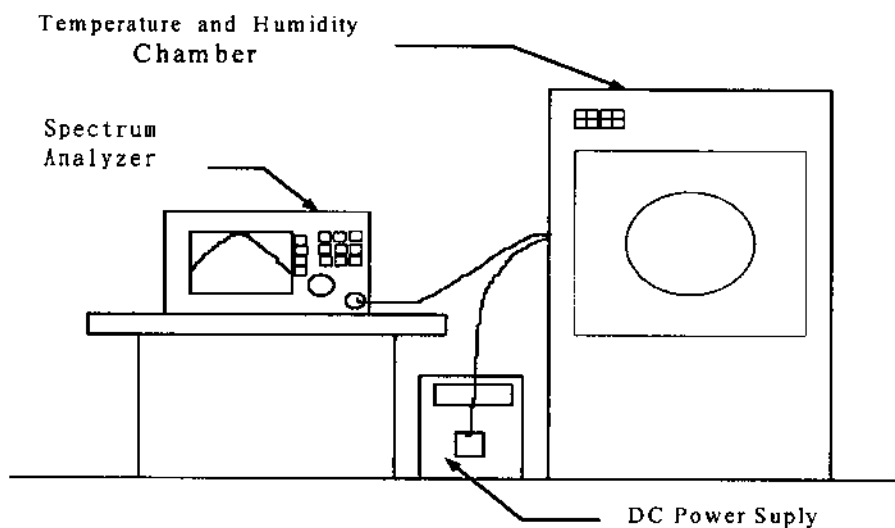 Temperature and Humidity
Chamber
Spectrum
Analyzer
DC Power Suply